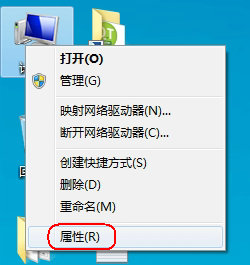 打开(O)
管理(G)
映射网络驱动器(N)...
断开网络驱动器(C)...
创建快捷方式(S)
删除(D)
重命名(M)
属性(R)